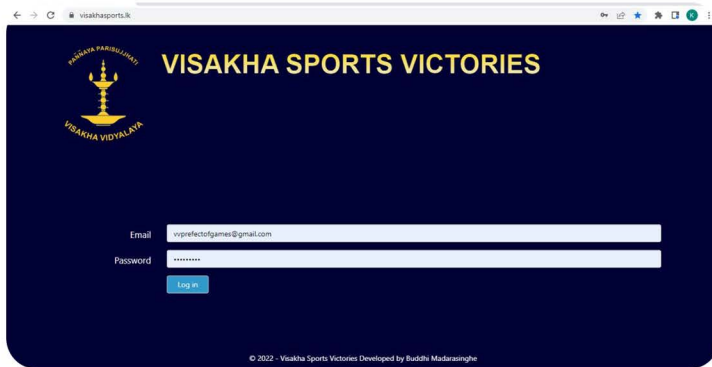 visakhasports.lk
K
PANNAYA PARISUJJHATI
VISAKHA VIDYALAYA
VISAKHA SPORTS VICTORIES
Email
vvprefectofgames@gmail.com
Password
•••••••••
Log in
© 2022 - Visakha Sports Victories Developed by Buddhi Madarasinghe